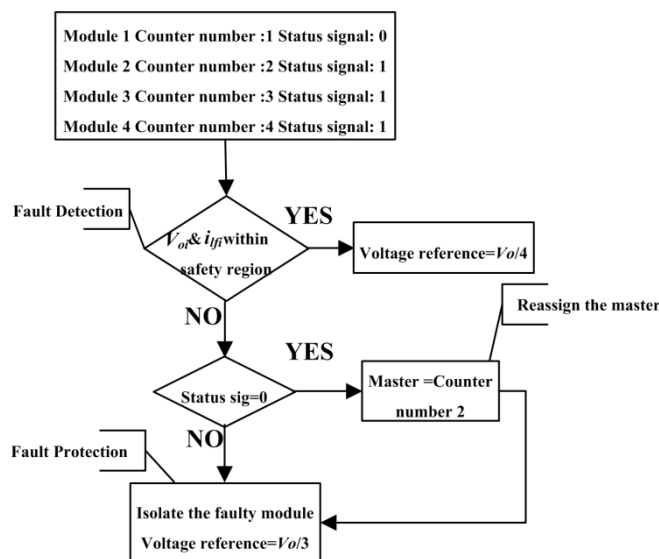 Module 1 Counter number :1 Status signal: 0
Module 2 Counter number :2 Status signal: 1
Module 3 Counter number :3 Status signal: 1
Module 4 Counter number :4 Status signal: 1
Fault Detection
YES
Voi& ilfi within
safety region
Voltage reference=Vo/4
NO
Reassign the master
YES
Status sig=0
Master =Counter
number 2
NO
Fault Protection
Isolate the faulty module
Voltage reference=Vo/3